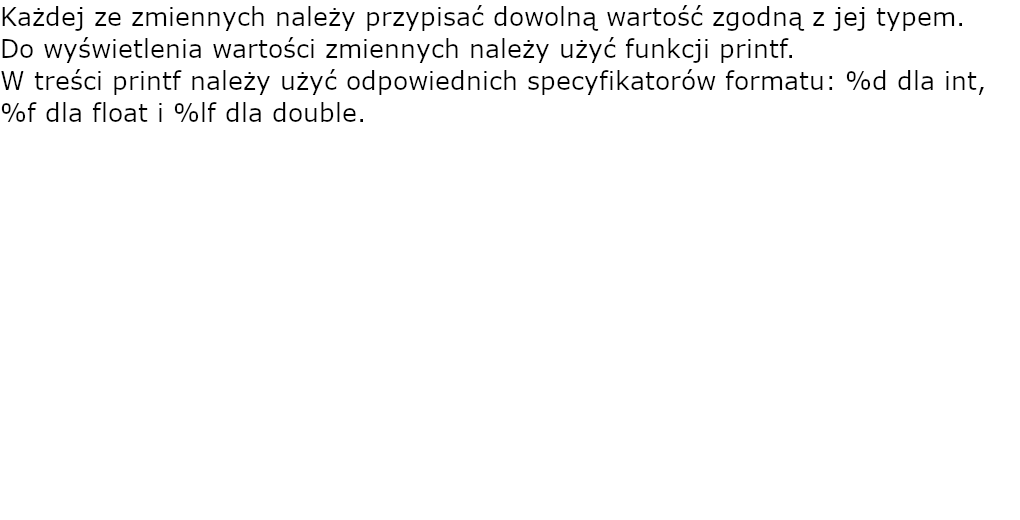 Każdej ze zmiennych należy przypisać dowolną wartość zgodną z jej typem.
Do wyświetlenia wartości zmiennych należy użyć funkcji printf.
W treści printf należy użyć odpowiednich specyfikatorów formatu: %d dla int,
%f dla float i %lf dla double.